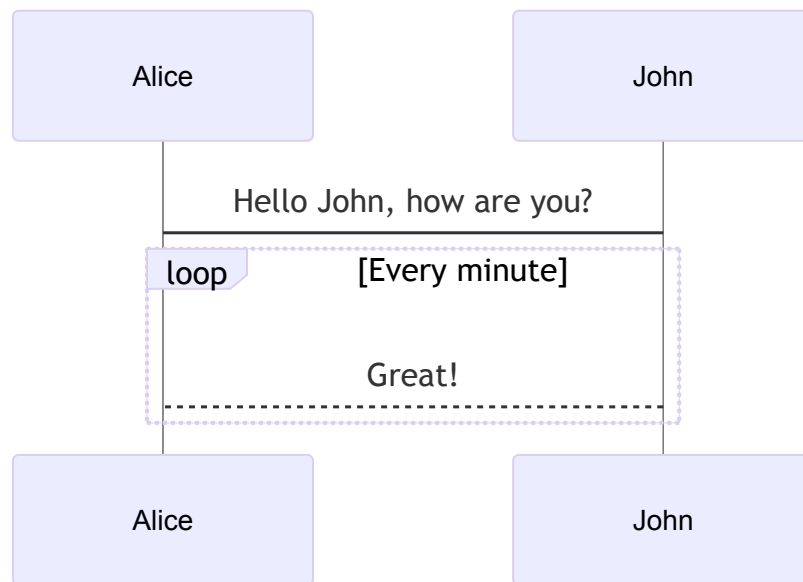 Alice
John
Hello John, how are you?
loop
[Every minute]
Great!
Alice
John